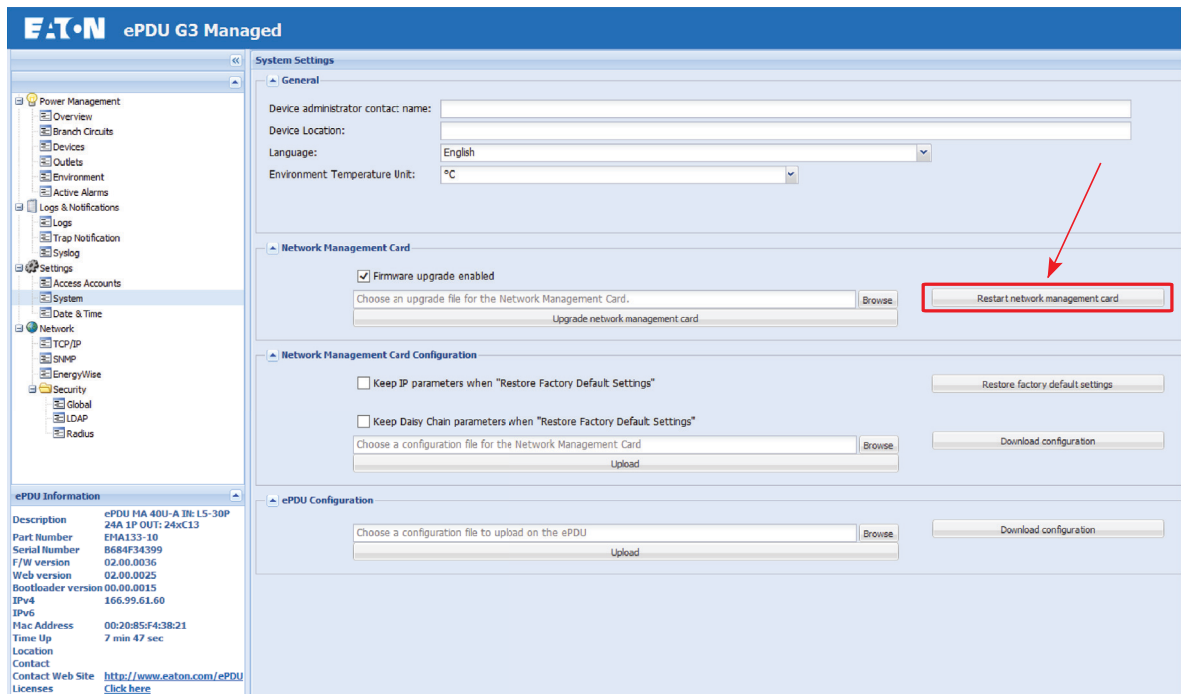 EATON ePDU G3 Managed
System Settings
General
Device administrator contact name:
Device Location:
Language: English
Environment Temperature Unit: °C
Network Management Card
Firmware upgrade enabled
Choose an upgrade file for the Network Management Card. Browse Restart network management card
Upgrade network management card
Network Management Card Configuration
Keep IP parameters when "Restore Factory Default Settings" Restore factory default settings
Keep Daisy Chain parameters when "Restore Factory Default Settings"
Choose a configuration file for the Network Management Card Browse Download configuration
Upload
ePDU Configuration
Choose a configuration file to upload on the ePDU Browse Download configuration
Upload
Power Management
Overview
Branch Circuits
Devices
Outlets
Environment
Active Alarms
Logs & Notifications
Logs
Trap Notification
Syslog
Settings
Access Accounts
System
Date & Time
Network
TCP/IP
SNMP
EnergyWise
Security
Global
LDAP
Radius
ePDU Information
Description ePDU MA 40U-A IN: L5-30P
24A 1P OUT: 24xC13
Part Number EMA133-10
Serial Number B684F34399
F/W version 02.00.0036
Web version 02.00.0025
Bootloader version 00.00.0015
IPv4 166.99.61.60
IPv6
Mac Address 00:20:85:F4:38:21
Time Up 7 min 47 sec
Location
Contact
Contact Web Site http://www.eaton.com/ePDU
Licenses Click here